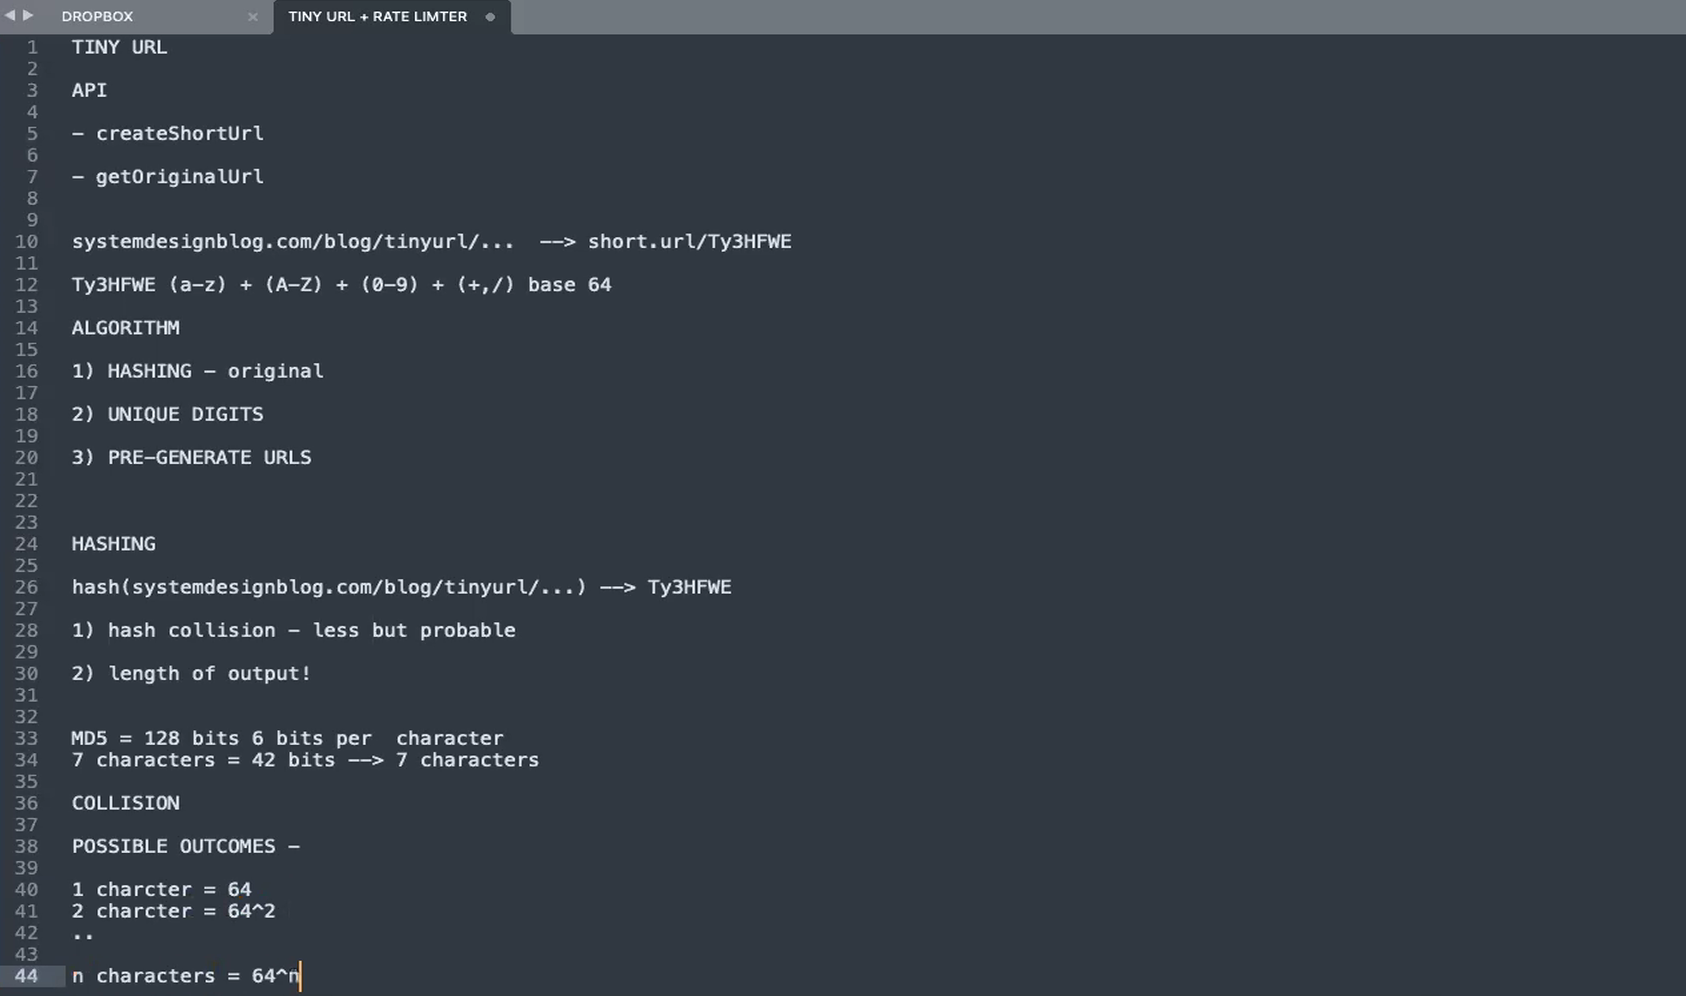 DROPBOX × TINY URL + RATE LIMTER
1 TINY URL
2
3 API
4
5 - createShortUrl
6
7 - getOriginalUrl
8
9
10 systemdesignblog.com/blog/tinyurl/... --> short.url/Ty3HFWE
11
12 Ty3HFWE (a-z) + (A-Z) + (0-9) + (+,/) base 64
13
14 ALGORITHM
15
16 1) HASHING - original
17
18 2) UNIQUE DIGITS
19
20 3) PRE-GENERATE URLS
21
22
23
24 HASHING
25
26 hash(systemdesignblog.com/blog/tinyurl/...) --> Ty3HFWE
27
28 1) hash collision - less but probable
29
30 2) length of output!
31
32
33 MD5 = 128 bits 6 bits per  character
34 7 characters = 42 bits --> 7 characters
35
36 COLLISION
37
38 POSSIBLE OUTCOMES -
39
40 1 charcter = 64
41 2 charcter = 64^2
42 ..
43
44 n characters = 64^n